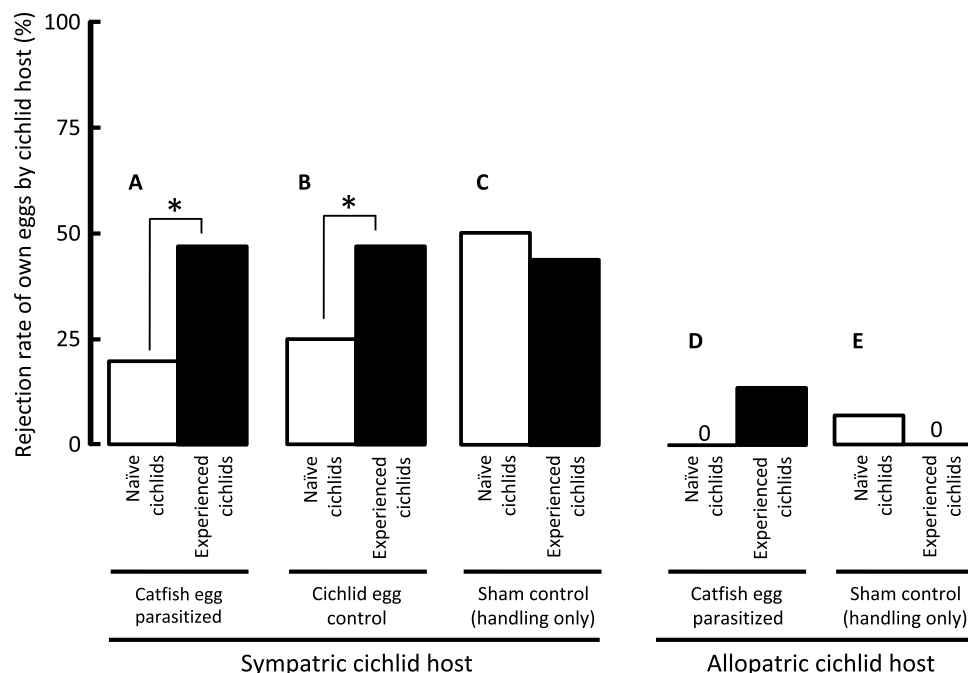 Rejection rate of own eggs by cichlid host (%)
100
75
50
25
0
A
*
B
*
C
D
0
E
0
Naïve
cichlids
Experienced
cichlids
Naïve
cichlids
Experienced
cichlids
Naïve
cichlids
Experienced
cichlids
Naïve
cichlids
Experienced
cichlids
Naïve
cichlids
Experienced
cichlids
Catfish egg
parasitized
Cichlid egg
control
Sham control
(handling only)
Catfish egg
parasitized
Sham control
(handling only)
Sympatric cichlid host
Allopatric cichlid host